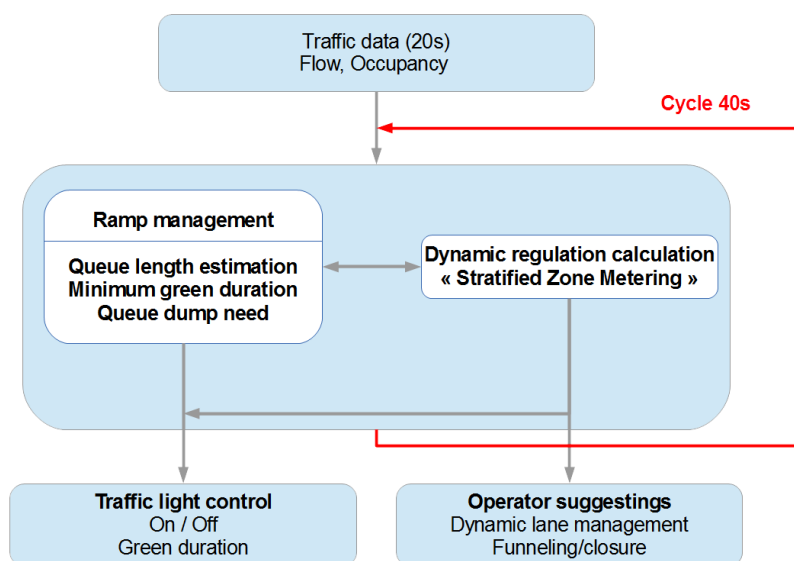 Traffic data (20s)
Flow, Occupancy
Cycle 40s
Ramp management
Queue length estimation
Minimum green duration
Queue dump need
Dynamic regulation calculation
« Stratified Zone Metering »
Traffic light control
On / Off
Green duration
Operator suggestings
Dynamic lane management
Funneling/closure